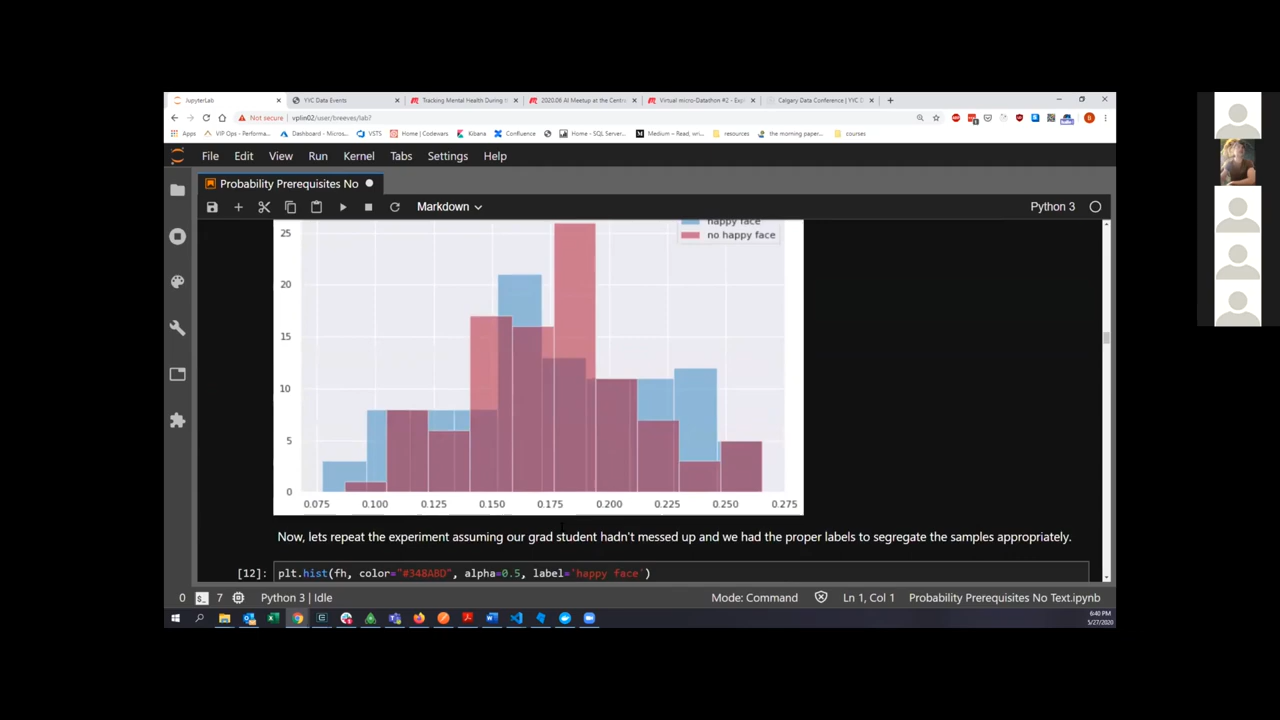 JupyterLab
YYC Data Events
Tracking Mental Health During th
2020.06 AI Meetup at the Centre
Virtual micro-Datathon #2 - Exp
Calgary Data Conference | YYC D
Not secure | vplin02/user/breeves/lab?
Apps
VIP Ops - Performa...
Dashboard - Micros...
VSTS
Home | Codewars
Kibana
Confluence
Home - SQL Server...
Medium – Read, wri...
resources
the morning paper...
courses
File Edit View Run Kernel Tabs Settings Help
Probability Prerequisites No
Markdown
Python 3
happy face
no happy face
25
20
15
10
5
0
0.075 0.100 0.125 0.150 0.175 0.200 0.225 0.250 0.275
Now, lets repeat the experiment assuming our grad student hadn't messed up and we had the proper labels to segregate the samples appropriately.
[12]: plt.hist(fh, color="#348ABD", alpha=0.5, label='happy face')
0 7 Python 3 | Idle
Mode: Command
Ln 1, Col 1
Probability Prerequisites No Text.ipynb
6:40 PM
5/27/2020